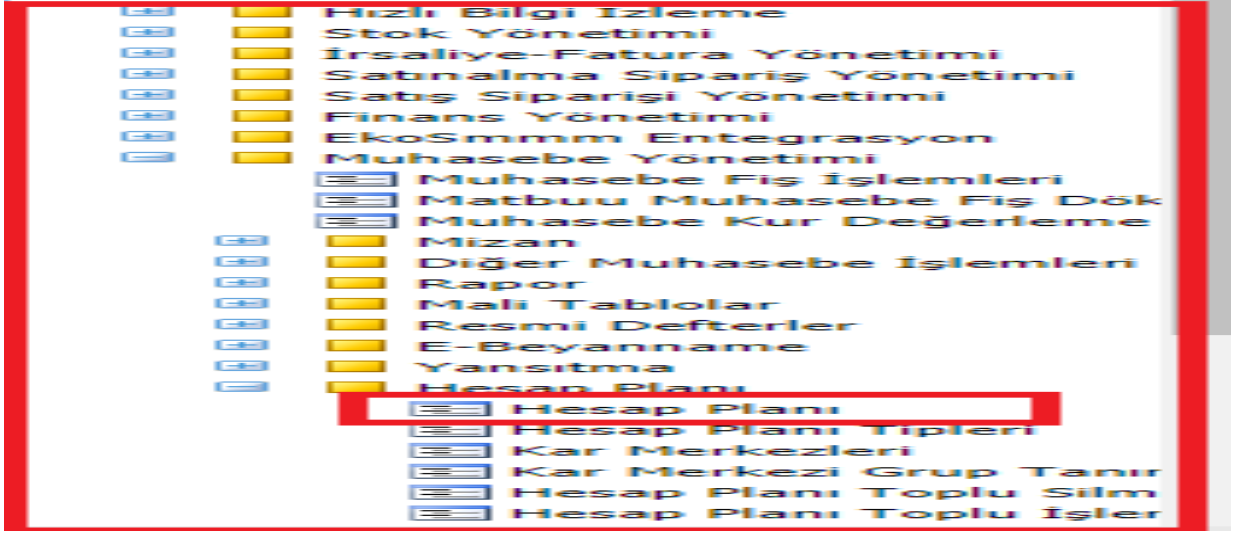 Hızlı Bilgi İzleme
Stok Yönetimi
İrsaliye-Fatura Yönetimi
Satınalma Sipariş Yönetimi
Satış Siparişi Yönetimi
Finans Yönetimi
EkoSmmm Entegrasyon
Muhasebe Yönetimi
Muhasebe Fiş İşlemleri
Matbuu Muhasebe Fiş Dök
Muhasebe Kur Değerleme
Mizan
Diğer Muhasebe İşlemleri
Rapor
Mali Tablolar
Resmi Defterler
E-Beyanname
Yansıtma
Hesap Planı
Hesap Planı
Hesap Planı Tipleri
Kar Merkezleri
Kar Merkezi Grup Tanır
Hesap Planı Toplu Silm
Hesap Planı Toplu İşler